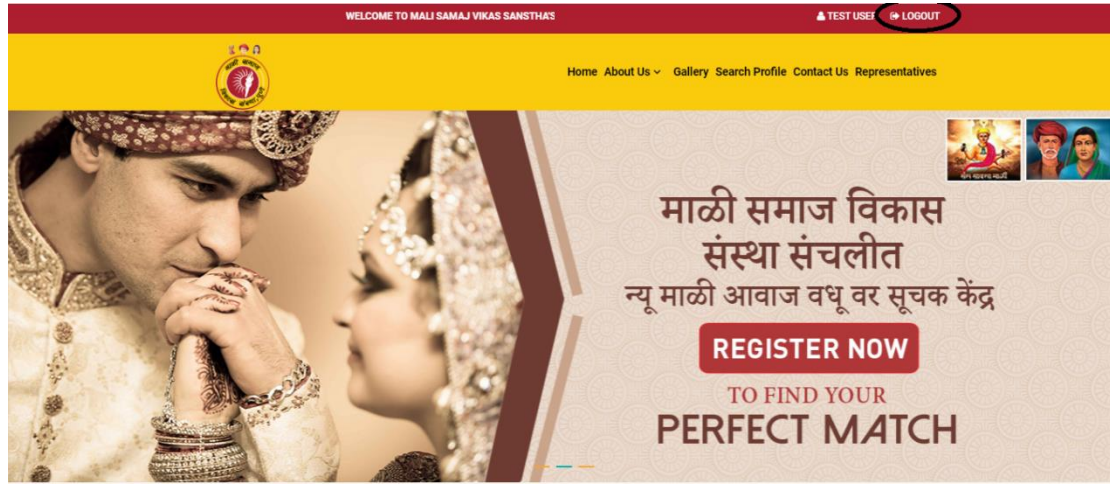 WELCOME TO MALI SAMAJ VIKAS SANSTHA'S
TEST USER LOGOUT
Home About Us Gallery Search Profile Contact Us Representatives
माळी समाज विकास
संस्था संचलीत
न्यू माळी आवाज वधू वर सूचक केंद्र
REGISTER NOW
TO FIND YOUR
PERFECT MATCH